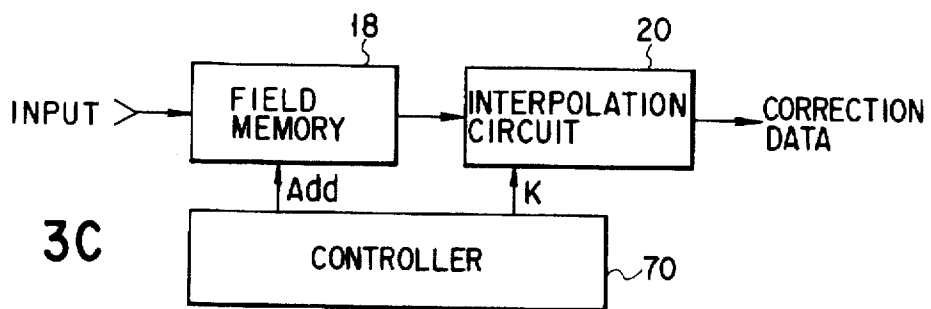 18
20
INPUT
FIELD
MEMORY
INTERPOLATION
CIRCUIT
CORRECTION
DATA
Add
K
3C
CONTROLLER
70